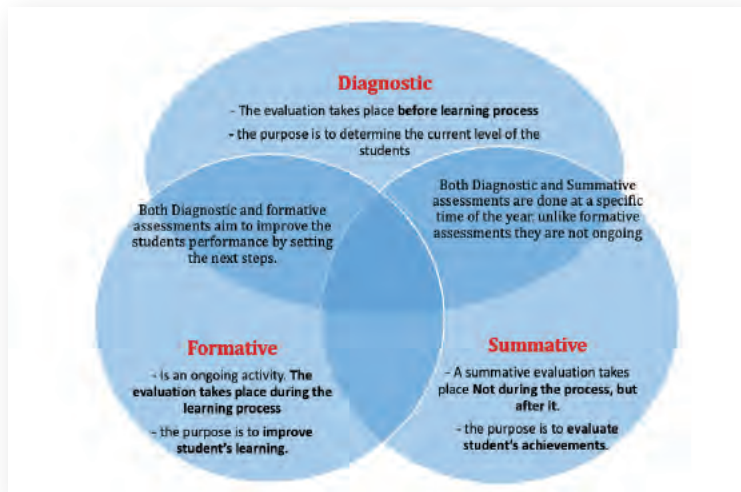 Diagnostic
- The evaluation takes place before learning process
- the purpose is to determine the current level of the
students
Both Diagnostic and formative
assessments aim to improve the
students performance by setting
the next steps.
Both Diagnostic and Summative
assessments are done at a specific
time of the year, unlike formative
assessments they are not ongoing
Formative
- is an ongoing activity. The
evaluation takes place during the
learning process
- the purpose is to improve
student's learning.
Summative
- A summative evaluation takes
place Not during the process, but
after it.
- the purpose is to evaluate
student's achievements.